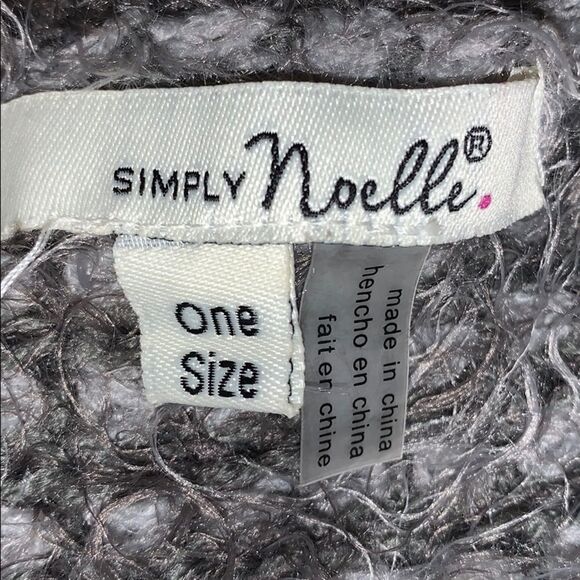 SIMPLY Noelle®.
One
Size
made in china
hencho en china
fait en chine